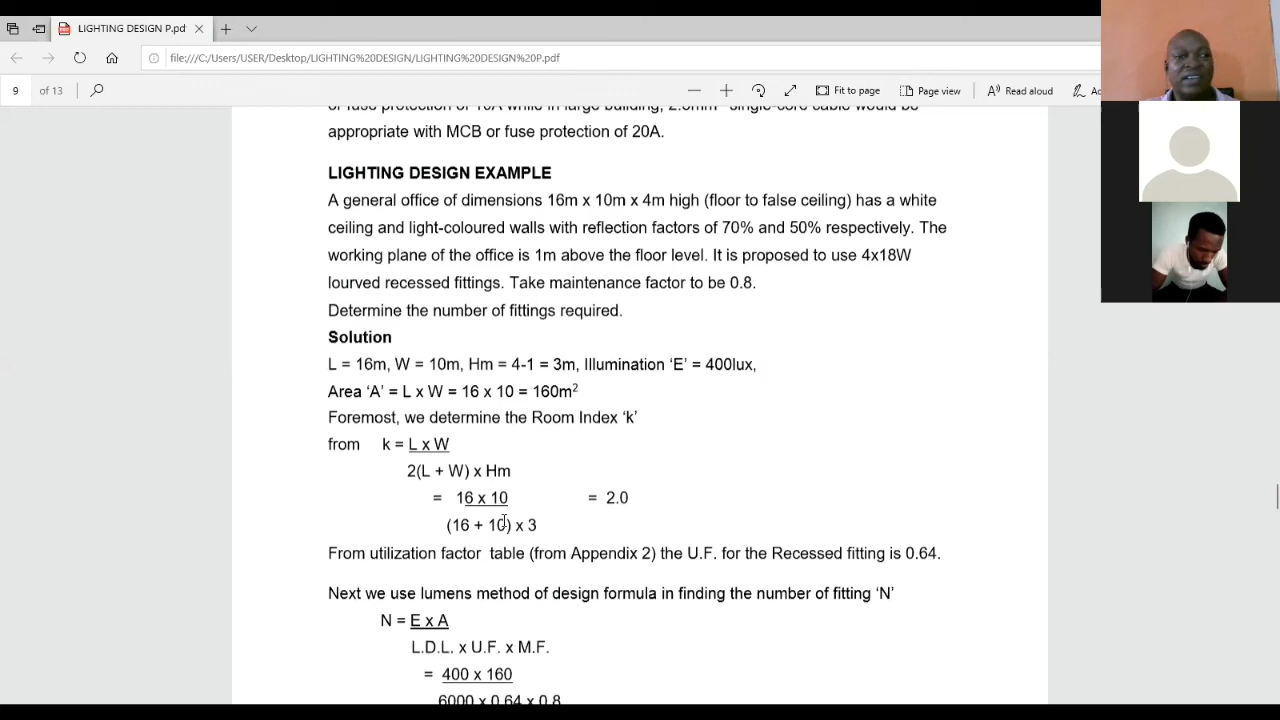 LIGHTING DESIGN P.pdf
file:///C:/Users/USER/Desktop/LIGHTING%20DESIGN/LIGHTING%20DESIGN%20P.pdf
9 of 13
Fit to page
Page view
Read aloud
appropriate with MCB or fuse protection of 20A.
LIGHTING DESIGN EXAMPLE
A general office of dimensions 16m x 10m x 4m high (floor to false ceiling) has a white
ceiling and light-coloured walls with reflection factors of 70% and 50% respectively. The
working plane of the office is 1m above the floor level. It is proposed to use 4x18W
lourved recessed fittings. Take maintenance factor to be 0.8.
Determine the number of fittings required.
Solution
L = 16m, W = 10m, Hm = 4-1 = 3m, Illumination ‘E’ = 400lux,
Area ‘A’ = L x W = 16 x 10 = 160m²
Foremost, we determine the Room Index ‘k’
from k = L x W
2(L + W) x Hm
= 16 x 10 = 2.0
(16 + 10) x 3
From utilization factor table (from Appendix 2) the U.F. for the Recessed fitting is 0.64.
Next we use lumens method of design formula in finding the number of fitting ‘N’
N = E x A
L.D.L. x U.F. x M.F.
= 400 x 160
6000 x 0.64 x 0.8